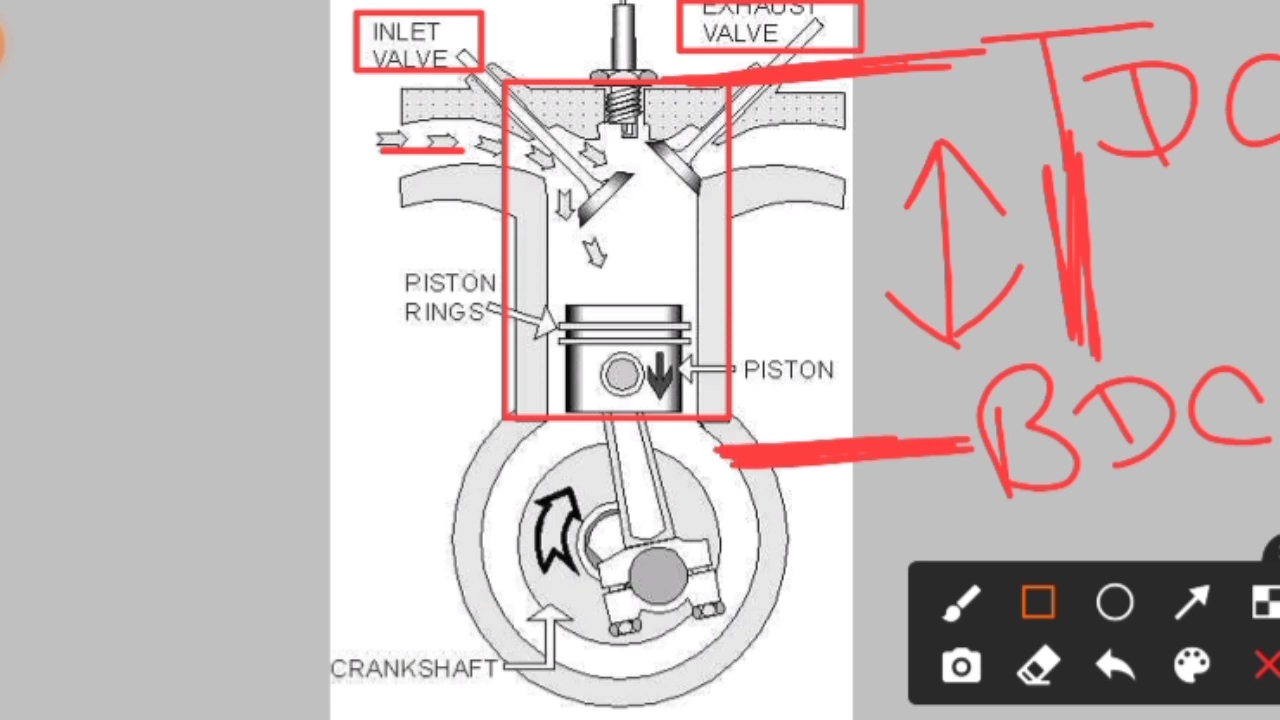 INLET
VALVE
EXHAUST
VALVE
TDC
PISTON
RINGS
PISTON
BDC
CRANKSHAFT